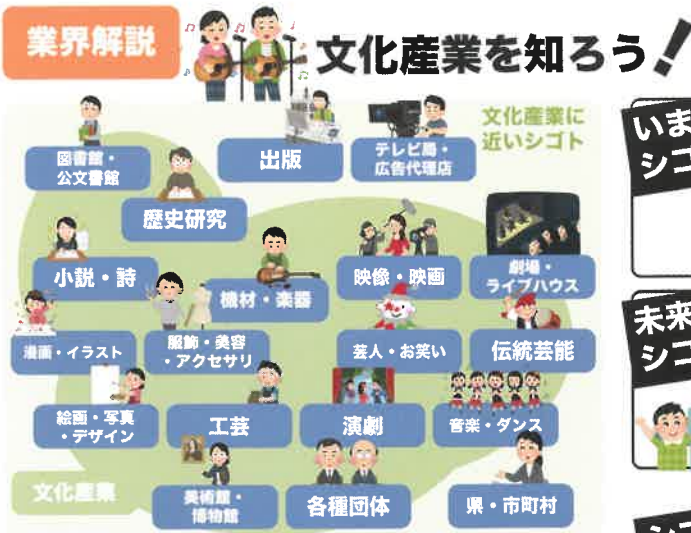 業界解説
文化産業を知ろう！
文化産業に
近いシゴト
図書館・
公文書館
出版
テレビ局・
広告代理店
歴史研究
小説・詩
機材・楽器
映像・映画
劇場・
ライブハウス
漫画・イラスト
服飾・美容
・アクセサリ
芸人・お笑い
伝統芸能
絵画・写真
・デザイン
工芸
演劇
音楽・ダンス
文化産業
美術館・
博物館
各種団体
県・市町村
いま
シゴ
未来
シゴ